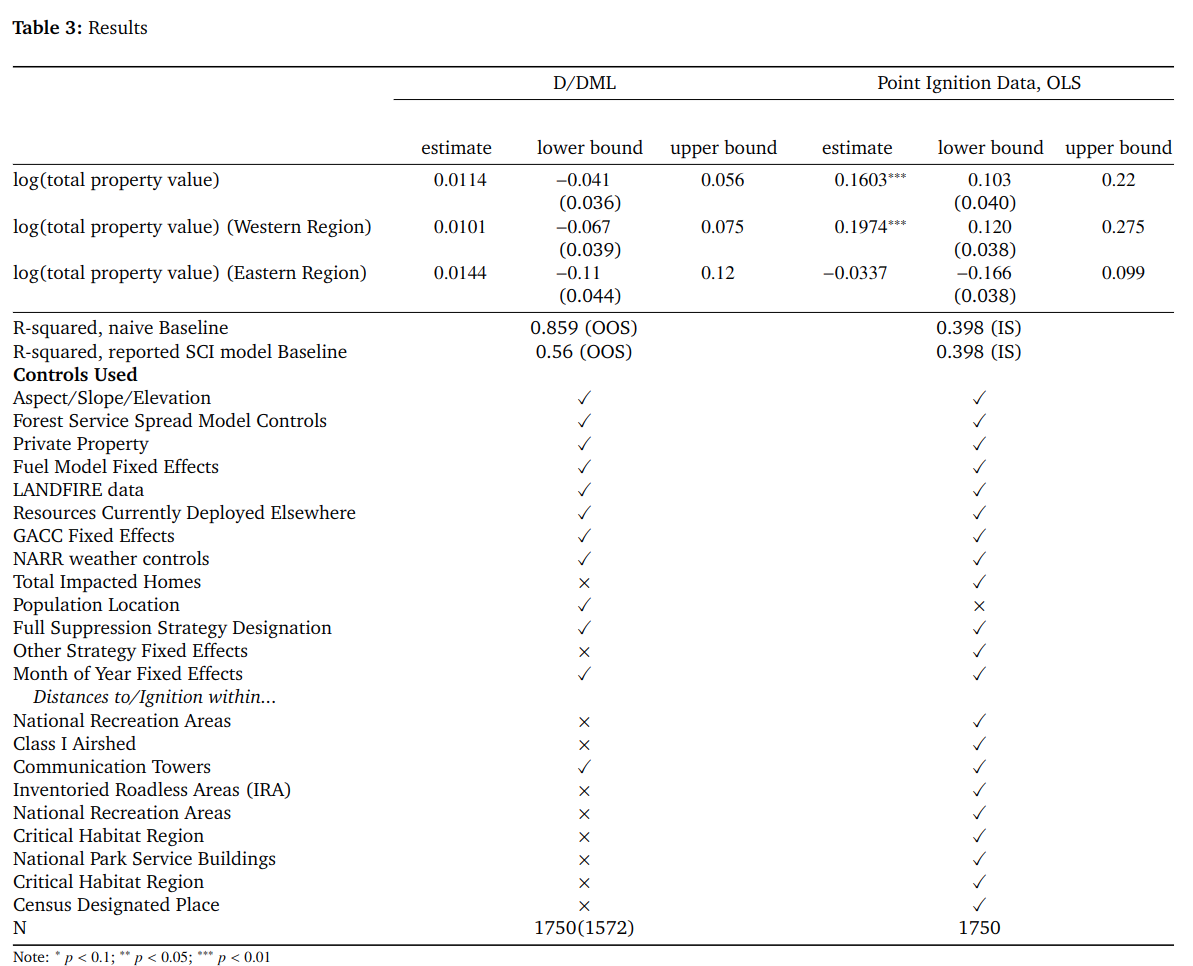 Table 3: Results
D/DML Point Ignition Data, OLS
estimate lower bound upper bound estimate lower bound upper bound
log(total property value) 0.0114 −0.041 0.056 0.1603*** 0.103 0.22
(0.036) (0.040)
log(total property value) (Western Region) 0.0101 −0.067 0.075 0.1974*** 0.120 0.275
(0.039) (0.038)
log(total property value) (Eastern Region) 0.0144 −0.11 0.12 −0.0337 −0.166 0.099
(0.044) (0.038)
R-squared, naive Baseline 0.859 (OOS) 0.398 (IS)
R-squared, reported SCI model Baseline 0.56 (OOS) 0.398 (IS)
Controls Used
Aspect/Slope/Elevation ✓ ✓
Forest Service Spread Model Controls ✓ ✓
Private Property ✓ ✓
Fuel Model Fixed Effects ✓ ✓
LANDFIRE data ✓ ✓
Resources Currently Deployed Elsewhere ✓ ✓
GACC Fixed Effects ✓ ✓
NARR weather controls ✓ ✓
Total Impacted Homes × ✓
Population Location ✓ ×
Full Suppression Strategy Designation ✓ ✓
Other Strategy Fixed Effects × ✓
Month of Year Fixed Effects ✓ ✓
Distances to/Ignition within...
National Recreation Areas × ✓
Class I Airshed × ✓
Communication Towers ✓ ✓
Inventoried Roadless Areas (IRA) × ✓
National Recreation Areas × ✓
Critical Habitat Region × ✓
National Park Service Buildings × ✓
Critical Habitat Region × ✓
Census Designated Place × ✓
N 1750(1572) 1750
Note: * p < 0.1; ** p < 0.05; *** p < 0.01